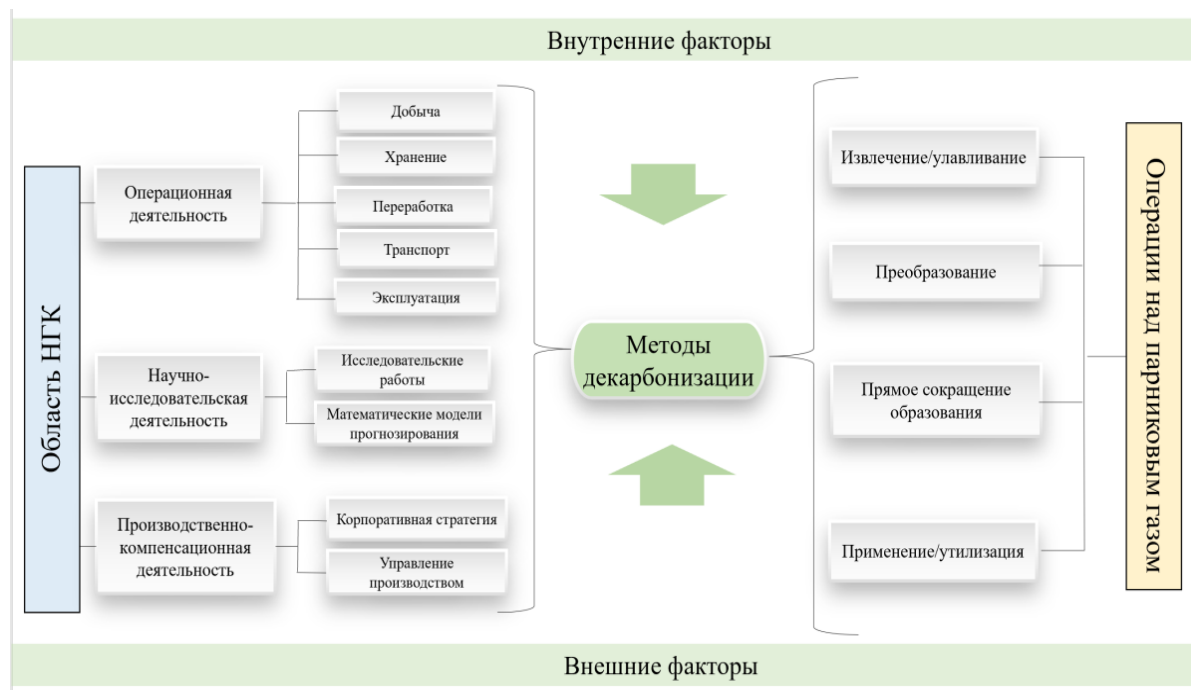 Внутренние факторы
Область НГК
Операционная
деятельность
Добыча
Хранение
Переработка
Транспорт
Эксплуатация
Научно-
исследовательская
деятельность
Исследовательские
работы
Математические модели
прогнозирования
Производственно-
компенсационная
деятельность
Корпоративная стратегия
Управление
производством
Методы
декарбонизации
Извлечение/улавливание
Преобразование
Прямое сокращение
образования
Применение/утилизация
Операции над парниковым газом
Внешние факторы